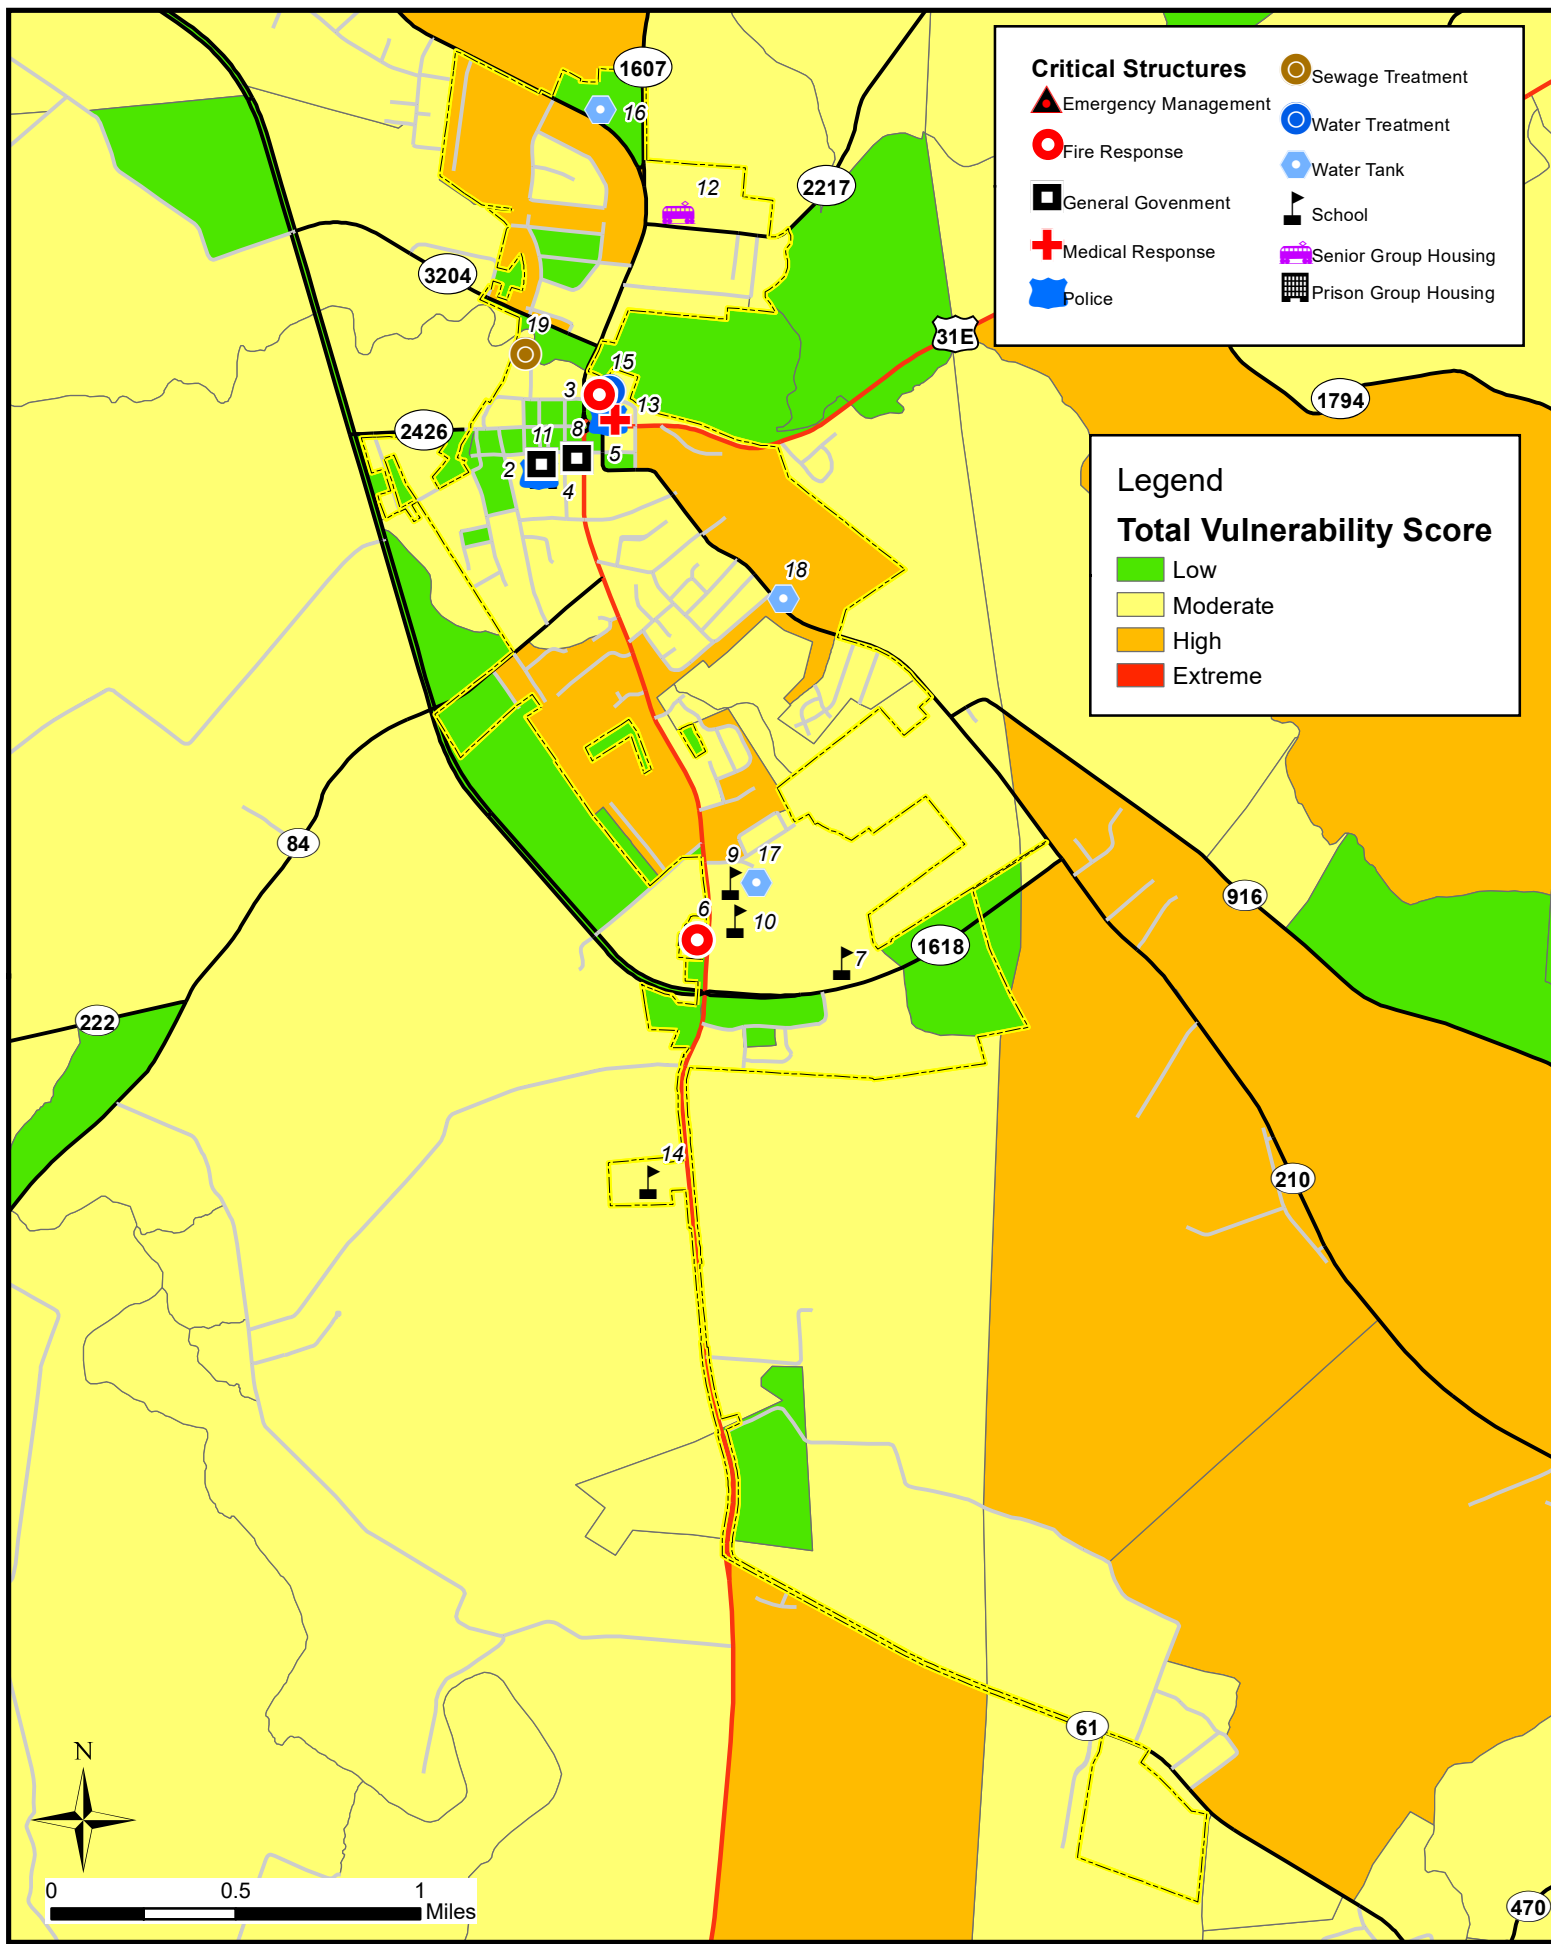 Critical Structures
Emergency Management
Fire Response
General Govenment
Medical Response
Police
Sewage Treatment
Water Treatment
Water Tank
School
Senior Group Housing
Prison Group Housing
1607
16
12
2217
3204
19
31E
15
3
13
1794
2426
11
8
5
2
4
Legend
Total Vulnerability Score
Low
Moderate
High
Extreme
18
84
9
17
916
6
10
1618
7
222
14
210
61
N
0
0.5
1
Miles
470